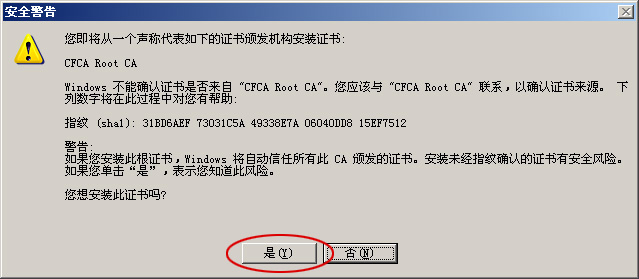 安全警告
您即将从一个声称代表如下的证书颁发机构安装证书:
CFCA Root CA
Windows 不能确认证书是否来自 "CFCA Root CA"。您应该与 "CFCA Root CA" 联系，以确认证书来源。 下
列数字将在此过程中对您有帮助:
指纹 (sha1): 31BD6AEF 73031C5A 49338E7A 06040DD8 15EF7512
警告:
如果您安装此根证书，Windows 将自动信任所有此 CA 颁发的证书。安装未经指纹确认的证书有安全风险。
如果您单击“是”，表示您知道此风险。
您想安装此证书吗?
是(Y)
否(N)